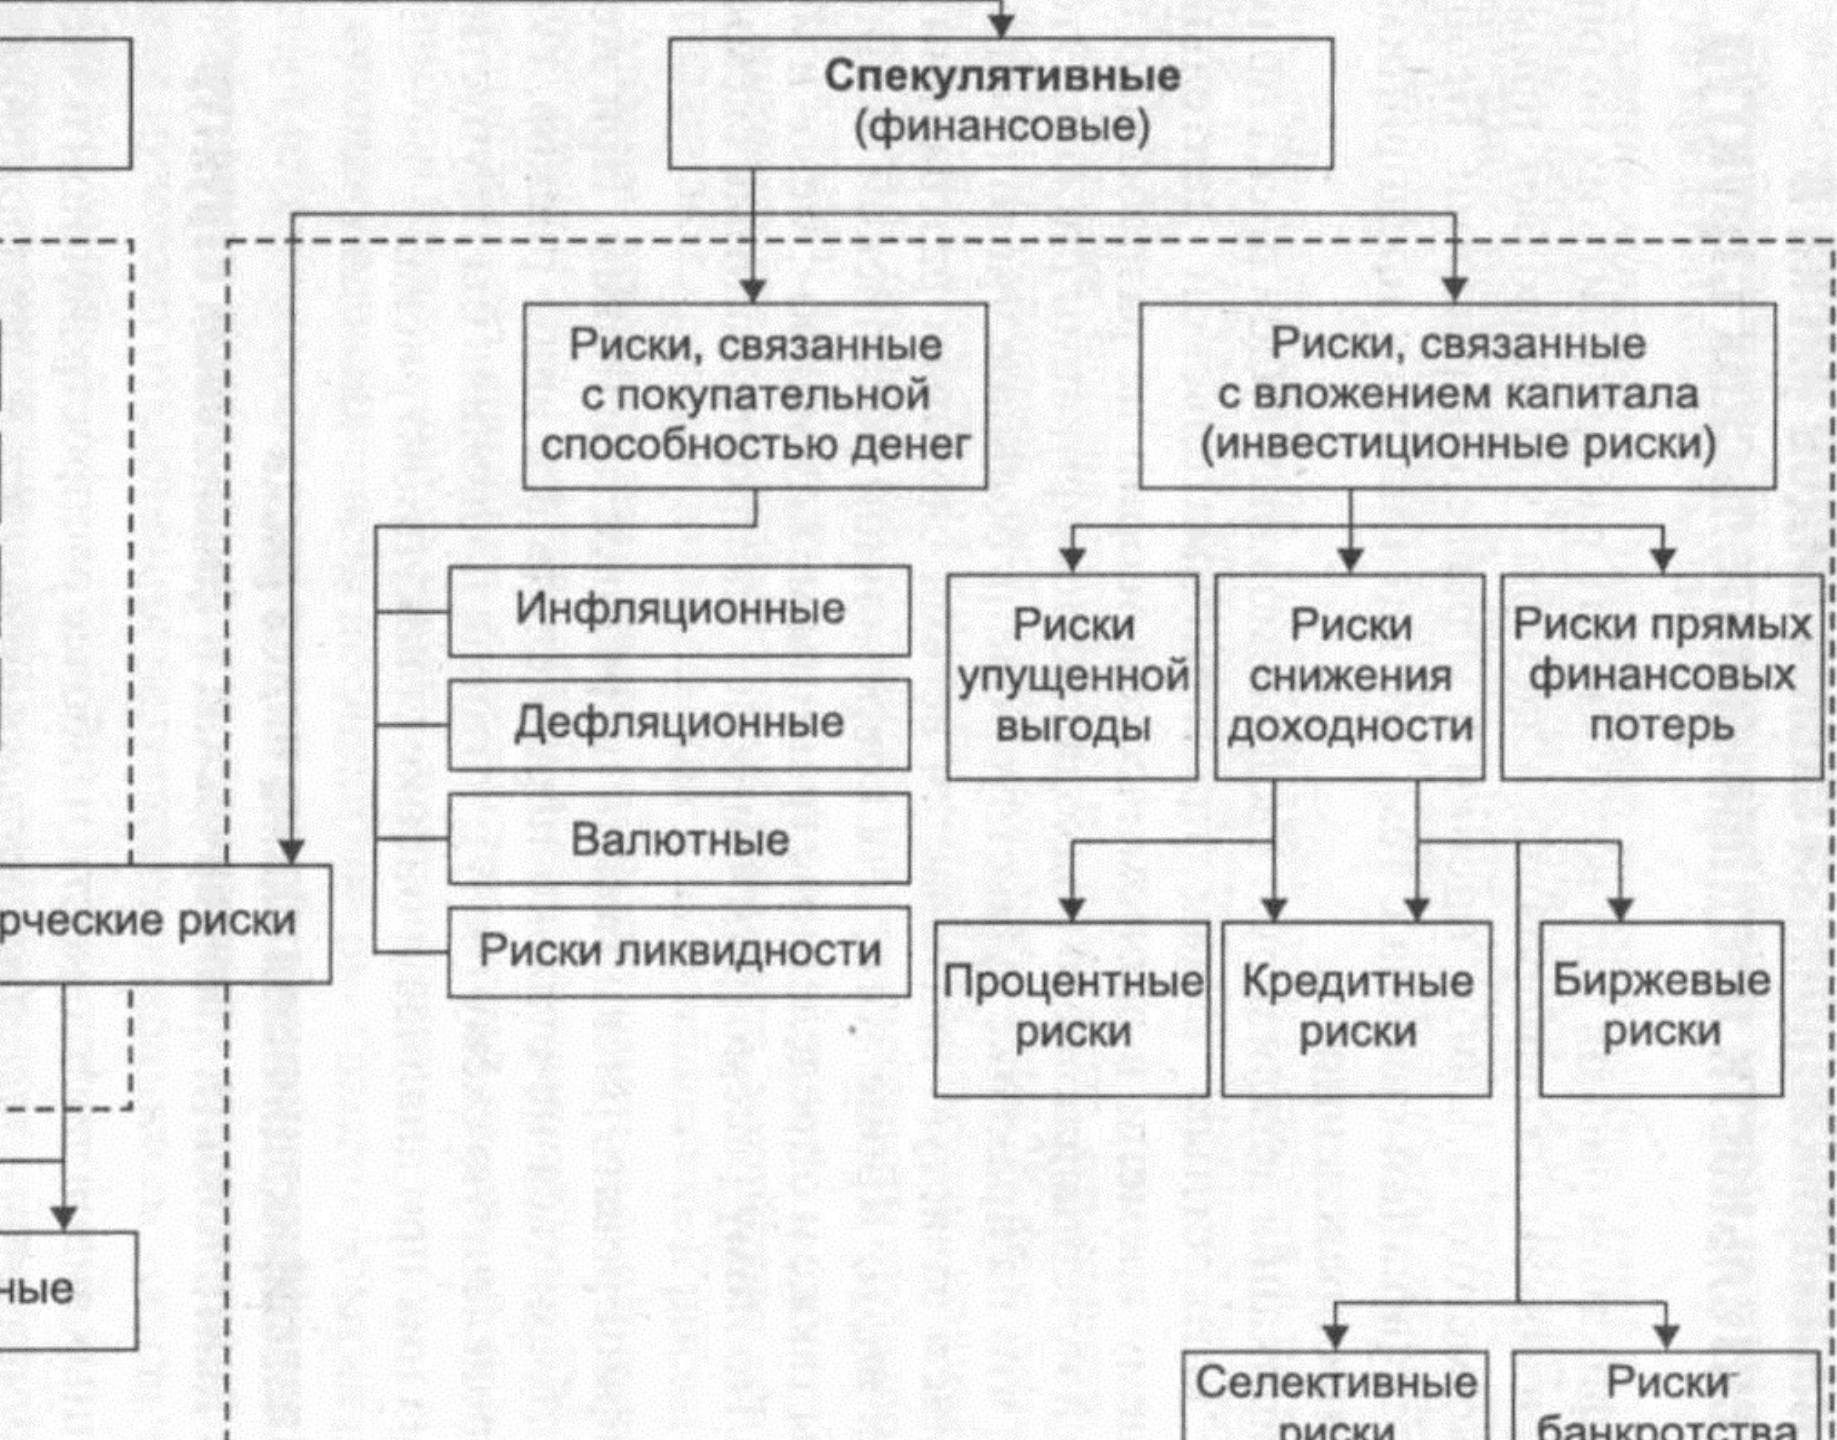 Спекулятивные
(финансовые)
Риски, связанные
с покупательной
способностью денег
Риски, связанные
с вложением капитала
(инвестиционные риски)
Инфляционные
Дефляционные
Валютные
Риски ликвидности
Риски
упущенной
выгоды
Риски
снижения
доходности
Риски прямых
финансовых
потерь
рческие риски
Процентные
риски
Кредитные
риски
Биржевые
риски
ные
Селективные
риски
Риски
банкротства